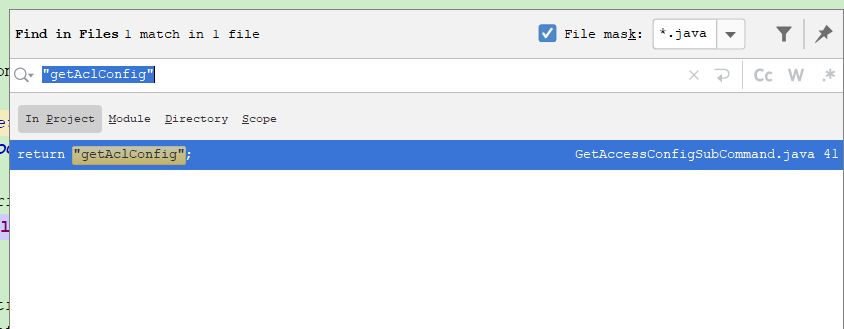 Find in Files 1 match in 1 file File mask: *.java
"getAclConfig" Cc W .*
In Project Module Directory Scope
return "getAclConfig"; GetAccessConfigSubCommand.java 41